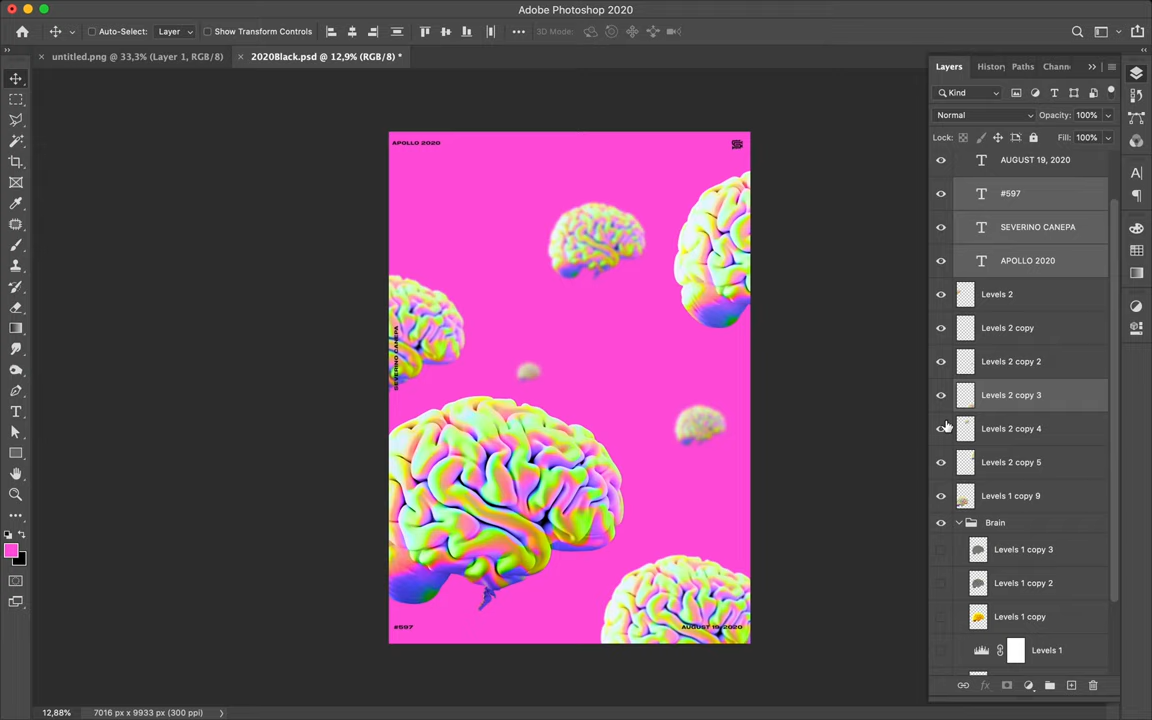 Adobe Photoshop 2020
Auto-Select: Layer Show Transform Controls 3D Mode:
untitled.png @ 33,3% (Layer 1, RGB/8)
2020Black.psd @ 12,9% (RGB/8) *
Layers
Paths
Kind
Normal Opacity: 100%
Lock: Fill: 100%
AUGUST 19, 2020
#597
SEVERINO CANEPA
APOLLO 2020
Levels 2
Levels 2 copy
Levels 2 copy 2
Levels 2 copy 3
Levels 2 copy 4
Levels 2 copy 5
Levels 1 copy 9
Brain
Levels 1 copy 3
Levels 1 copy 2
Levels 1 copy
Levels 1
APOLLO 2020
SEVERINO CANEPA
#597
AUGUST 19, 2020
12,88% 7016 px x 9933 px (300 ppi)